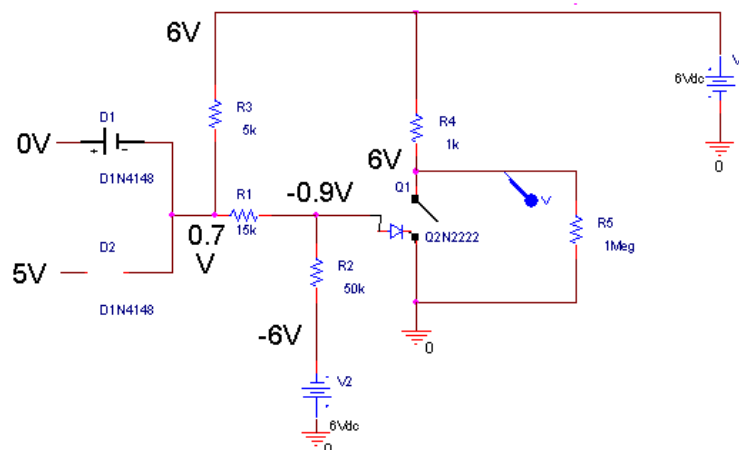 6V
V
6Vdc
0
R3
5k
R4
1k
D1
0V
+ -
D1N4148
6V
Q1
V
R1
15k
-0.9V
Q2N2222
R5
1Meg
0.7
V
D2
5V
D1N4148
R2
50k
-6V
0
V2
6Vdc
0